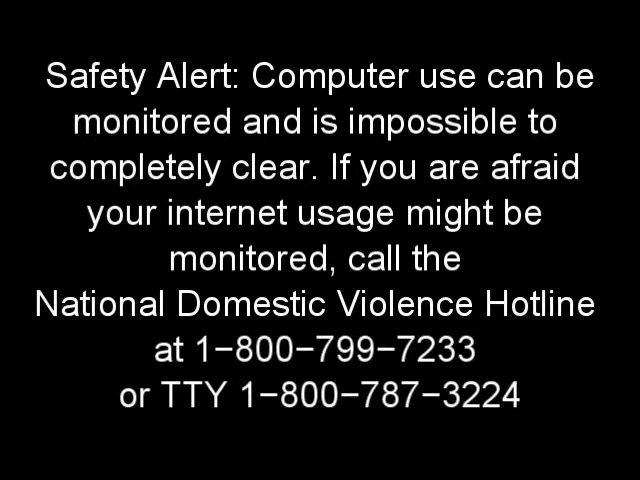 Safety Alert: Computer use can be
monitored and is impossible to
completely clear. If you are afraid
your internet usage might be
monitored, call the
National Domestic Violence Hotline
at 1−800−799−7233
or TTY 1−800−787−3224